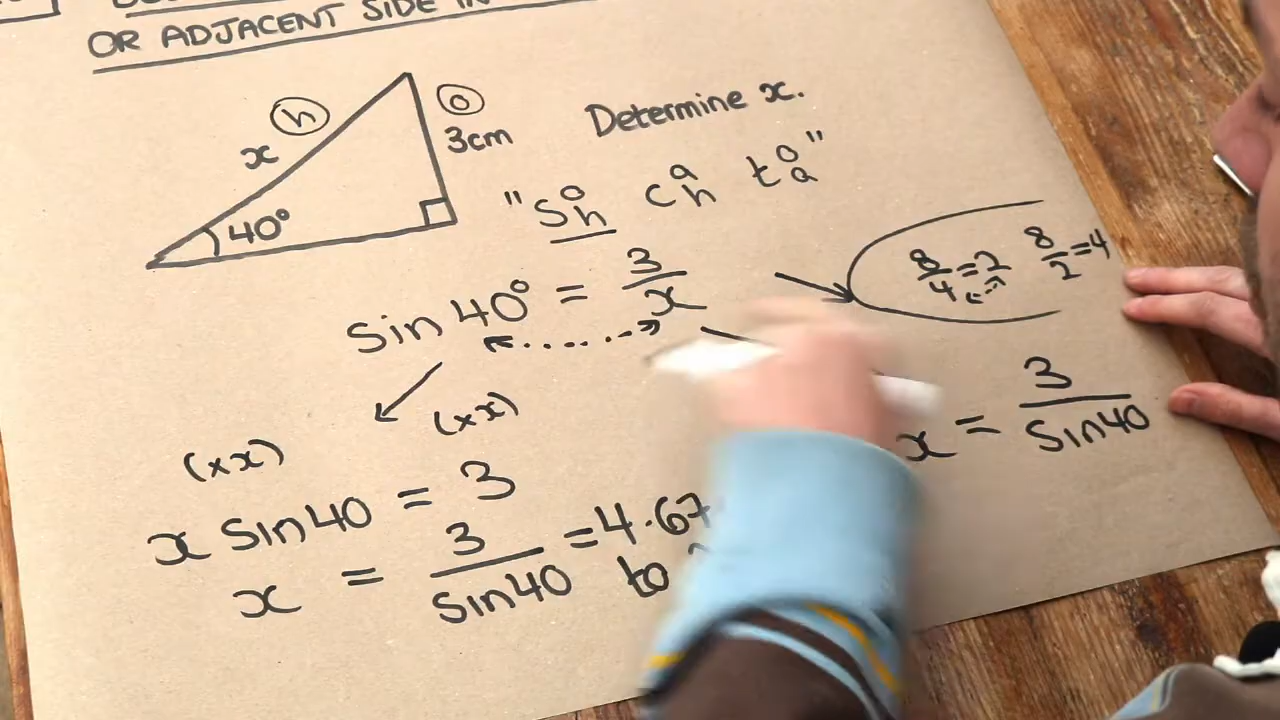 OR ADJACENT SIDE IN
h
o
x
3cm
40°
Determine x.
"S o/h C a/h t o/a"
sin 40° = 3/x
8/4 = 2 8/2 = 4
(×x) (×x)
x sin40 = 3
x = 3/sin40
x = 3/sin40 = 4.67
to